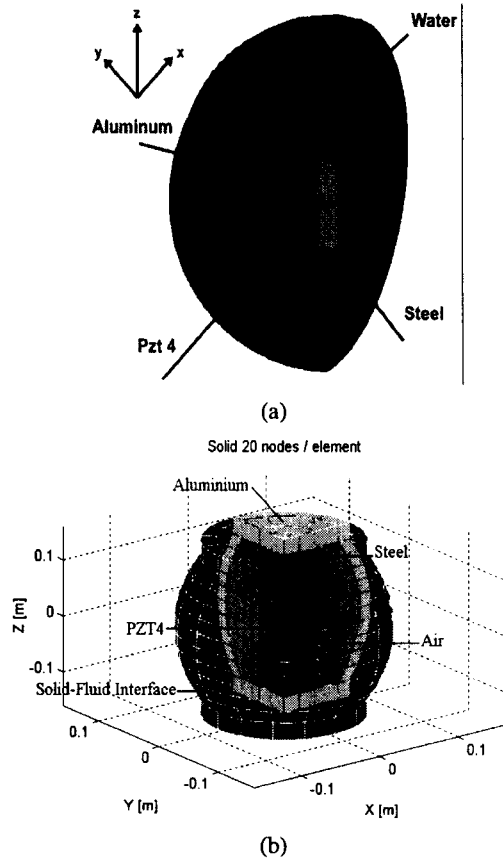 z
y
x
Water
Aluminum
Steel
Pzt 4
(a)
Solid 20 nodes / element
Aluminium
Steel
0.1
Z [m]
0
PZT4
Air
-0.1
Solid-Fluid Interface
0.1
0.1
0
0
-0.1
-0.1
Y [m]
X [m]
(b)